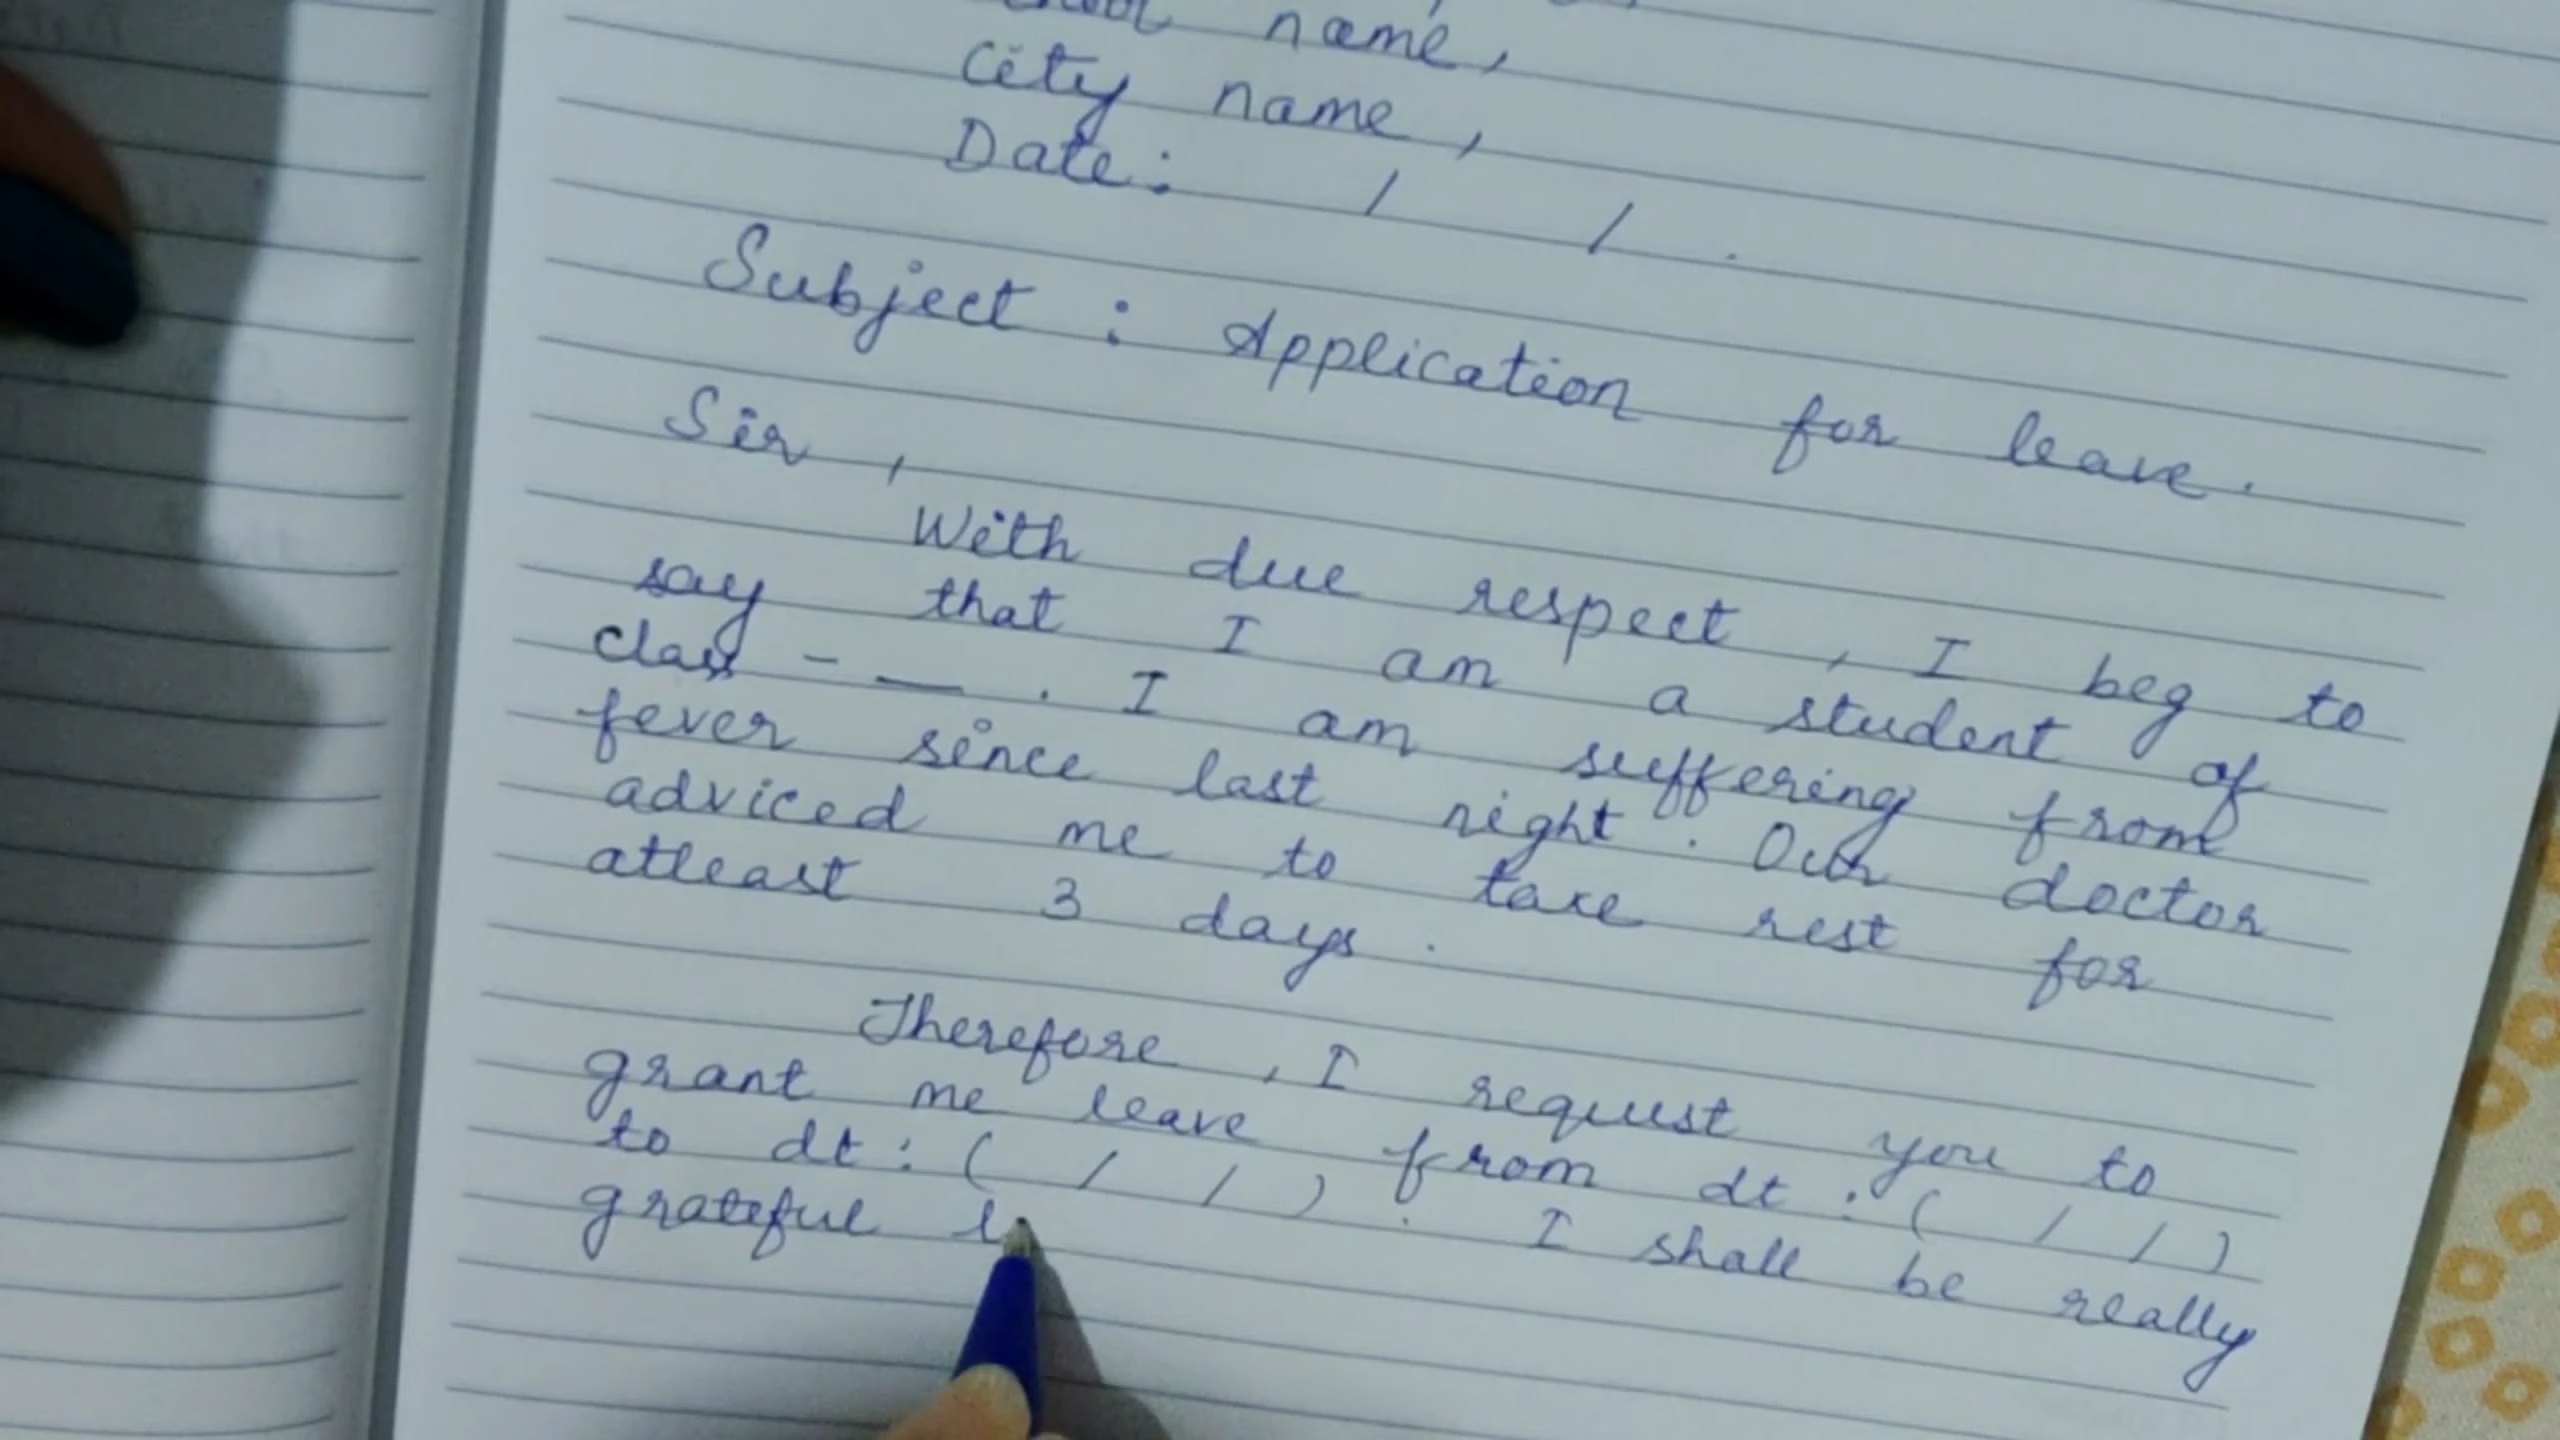 name,
City name,
Date: / / .
Subject : Application for leave.
Sir,
With due respect, I beg to
say that I am a student of
class - — . I am suffering from
fever since last night. Our doctor
adviced me to take rest for
atleast 3 days.
Therefore, I request you to
grant me leave from dt : ( / / )
to dt : ( / / ). I shall be really
grateful